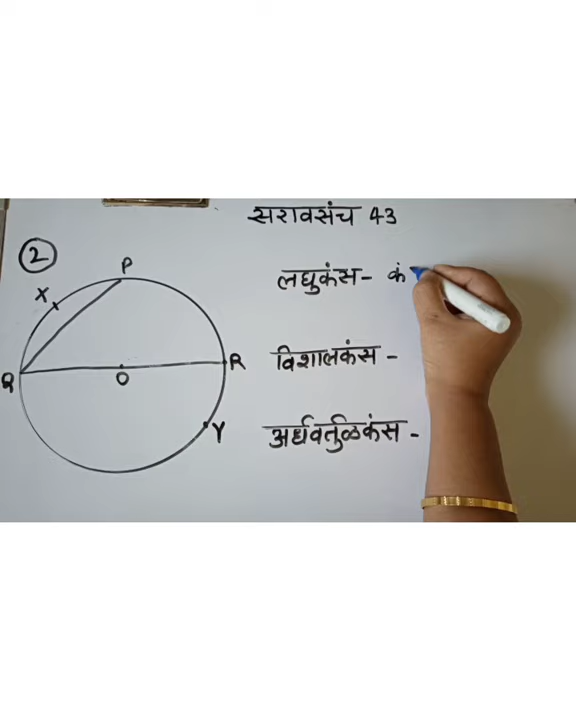 सरावसंच 43
2
P
X
Q
O
R
Y
लघुकंस - कं
विशालकंस -
अर्धवर्तुळकंस -